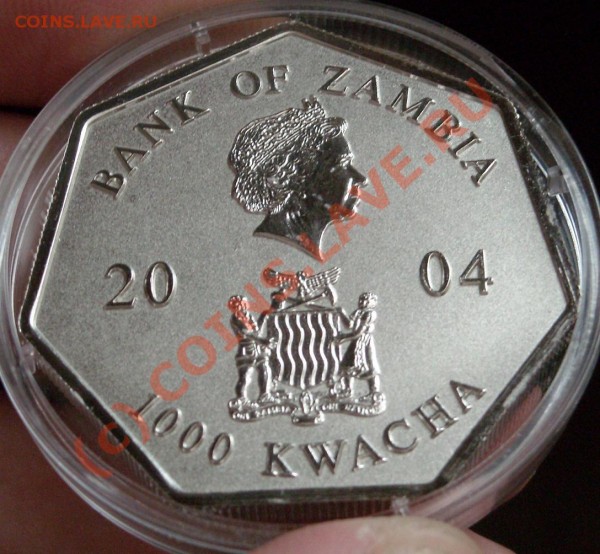 COINS.LAVE.RU
BANK OF ZAMBIA
20 04
1000 KWACHA
(c) COINS.LAVE.RU
COINS.LAVE.RU